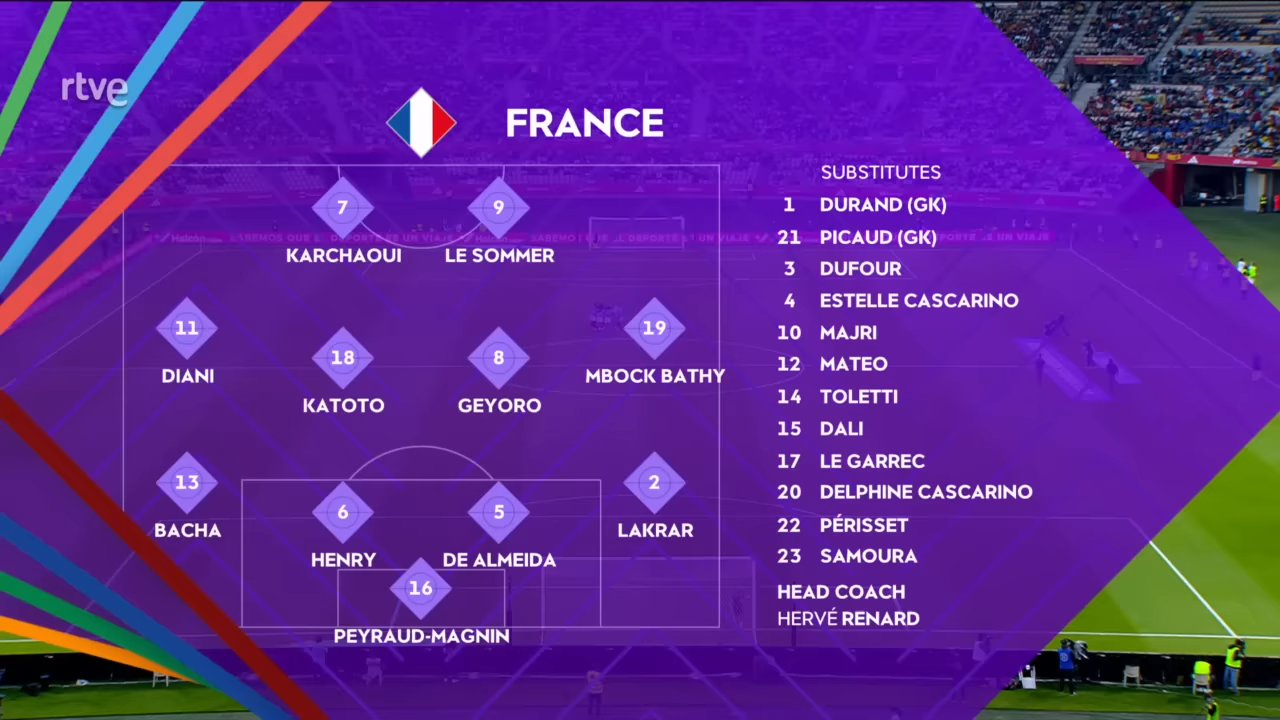 rtve
FRANCE
7
9
KARCHAOUI
LE SOMMER
11
19
18
8
DIANI
MBOCK BATHY
KATOTO
GEYORO
13
2
6
5
BACHA
LAKRAR
HENRY
DE ALMEIDA
16
PEYRAUD-MAGNIN
SUBSTITUTES
1 DURAND (GK)
21 PICAUD (GK)
3 DUFOUR
4 ESTELLE CASCARINO
10 MAJRI
12 MATEO
14 TOLETTI
15 DALI
17 LE GARREC
20 DELPHINE CASCARINO
22 PÉRISSET
23 SAMOURA
HEAD COACH
HERVÉ RENARD